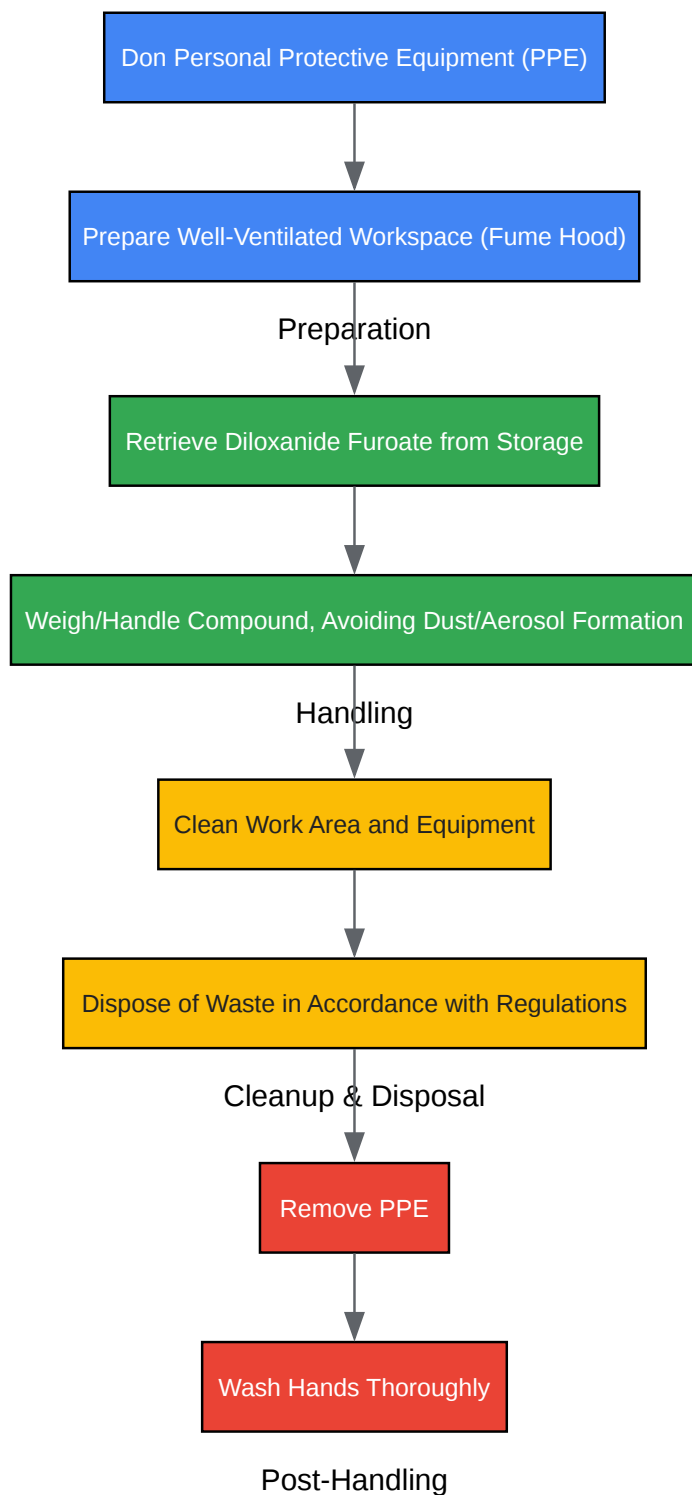 Don Personal Protective Equipment (PPE)
Prepare Well-Ventilated Workspace (Fume Hood)
Preparation
Retrieve Diloxanide Furoate from Storage
Weigh/Handle Compound, Avoiding Dust/Aerosol Formation
Handling
Clean Work Area and Equipment
Dispose of Waste in Accordance with Regulations
Cleanup & Disposal
Remove PPE
Wash Hands Thoroughly
Post-Handling